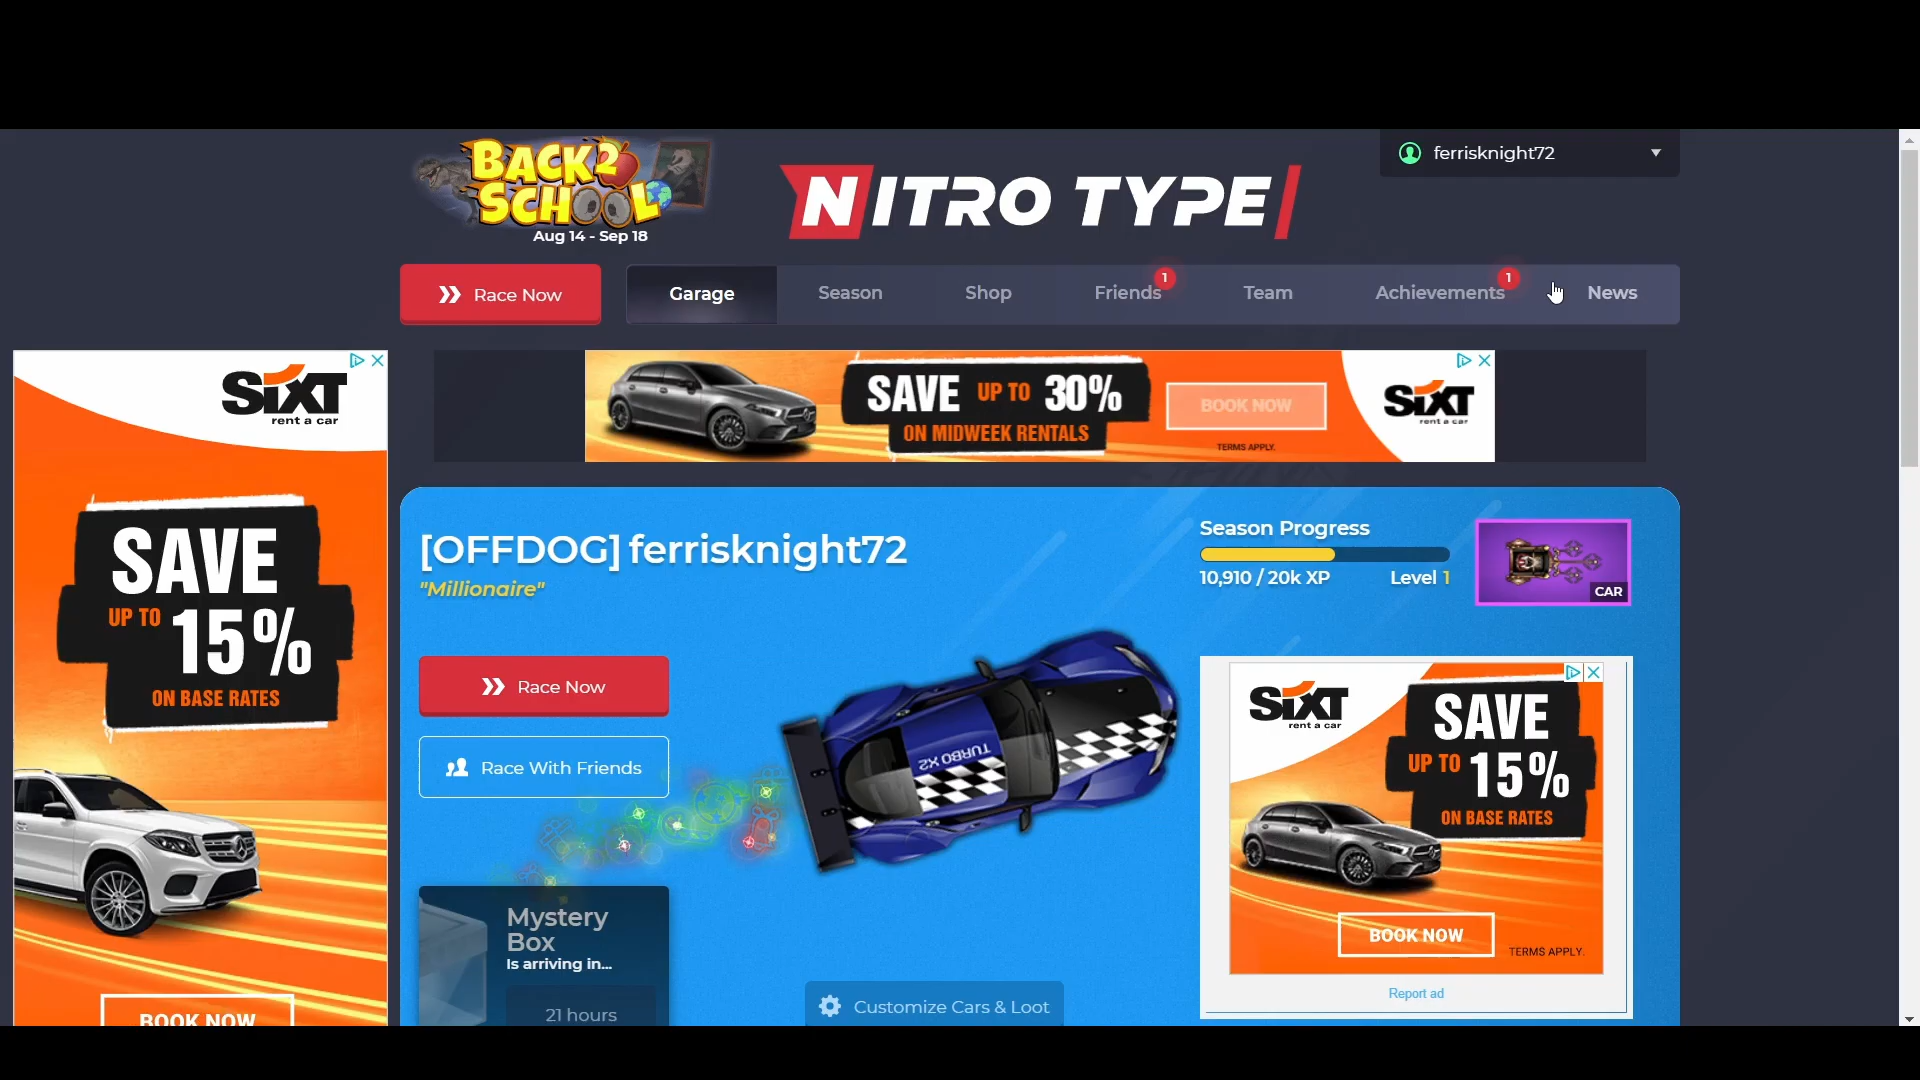 BACK 2
SCHOOL
Aug 14 - Sep 18
NITRO TYPE
ferrisknight72
Race Now
Garage
Season
Shop
Friends
1
Team
Achievements
1
News
SIXT
rent a car
SAVE
UP TO
15%
ON BASE RATES
BOOK NOW
SAVE UP TO 30%
ON MIDWEEK RENTALS
BOOK NOW
TERMS APPLY.
SIXT
rent a car
[OFFDOG] ferrisknight72
"Millionaire"
Season Progress
10,910 / 20k XP
Level 1
CAR
Race Now
Race With Friends
TURBO X2
Mystery
Box
Is arriving in...
21 hours
Customize Cars & Loot
SIXT
rent a car
SAVE
UP TO 15%
ON BASE RATES
BOOK NOW
TERMS APPLY.
Report ad